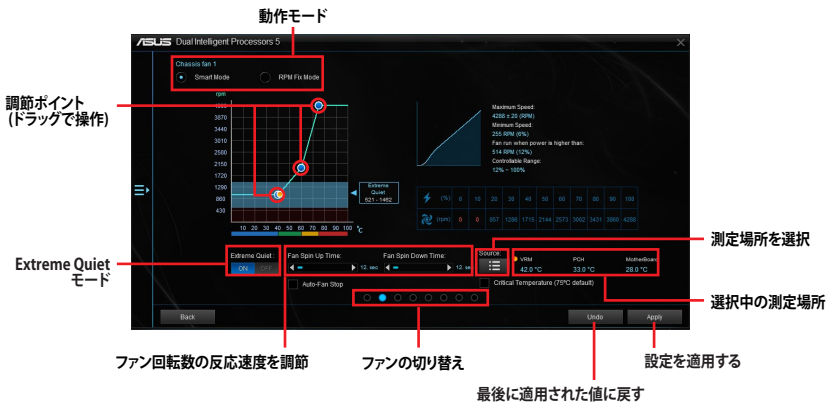 動作モード
ASUS Dual Intelligent Processors 5
Chassis fan 1
Smart Mode RPM Fix Mode
調節ポイント
(ドラッグで操作)
rpm
3870
3440
3010
2580
2150
1720
1290
860
430
10 20 30 40 50 60 70 80 90 100 °C
Extreme
Quiet
521 - 1462
Maximum Speed:
4288 ± 20 (RPM)
Minimum Speed:
255 RPM (6%)
Fan run when power is higher than:
514 RPM (12%)
Controllable Range:
12% ~ 100%
(%) 0 10 20 30 40 50 60 70 80 90 100
(rpm) 0 0 857 1286 1716 2144 2573 3002 3431 3860 4288
Extreme Quiet モード
Extreme Quiet :
ON OFF
Fan Spin Up Time: Fan Spin Down Time:
12. sec 12. se
Auto-Fan Stop
Source:
VRM PCH MotherBoar
42.0 °C 33.0 °C 28.0 °C
Critical Temperature (75°C default)
測定場所を選択
選択中の測定場所
Back Undo Apply
ファン回転数の反応速度を調節
ファンの切り替え
設定を適用する
最後に適用された値に戻す